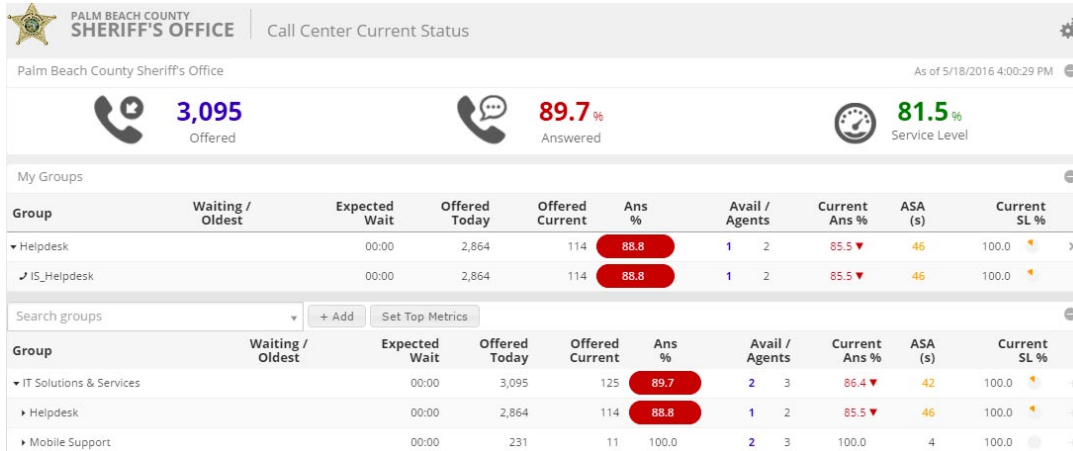 PALM BEACH COUNTY
SHERIFF'S OFFICE Call Center Current Status
Palm Beach County Sheriff's Office As of 5/18/2016 4:00:29 PM
3,095 89.7 % 81.5 %
Offered Answered Service Level
My Groups
Group Waiting / Oldest Expected Wait Offered Today Offered Current Ans % Avail / Agents Current Ans % ASA (s) Current SL %
Helpdesk 00:00 2,864 114 88.8 1 2 85.5 ▼ 46 100.0
IS_Helpdesk 00:00 2,864 114 88.8 1 2 85.5 ▼ 46 100.0
Search groups + Add Set Top Metrics
Group Waiting / Oldest Expected Wait Offered Today Offered Current Ans % Avail / Agents Current Ans % ASA (s) Current SL %
IT Solutions & Services 00:00 3,095 125 89.7 2 3 86.4 ▼ 42 100.0
Helpdesk 00:00 2,864 114 88.8 1 2 85.5 ▼ 46 100.0
Mobile Support 00:00 231 11 100.0 2 3 100.0 4 100.0